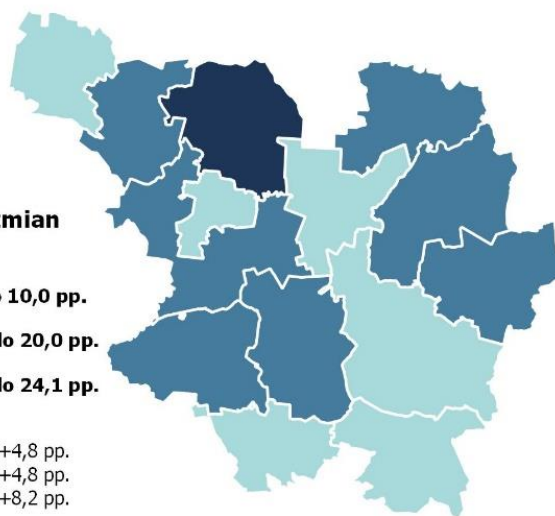 10,0 pp.
do 20,0 pp.
do 24,1 pp.
+4,8 pp.
+4,8 pp.
+8,2 pp.